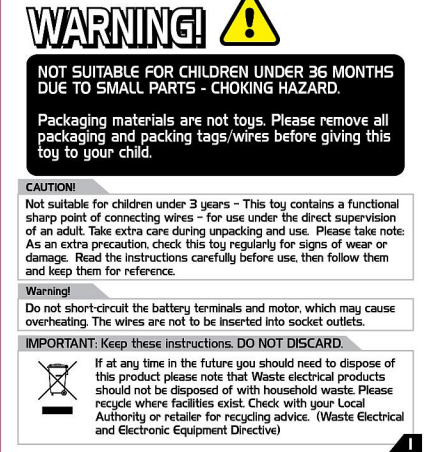 WARNING!
NOT SUITABLE FOR CHILDREN UNDER 36 MONTHS
DUE TO SMALL PARTS - CHOKING HAZARD.
Packaging materials are not toys. Please remove all
packaging and packing tags/wires before giving this
toy to your child.
CAUTION!
Not suitable for children under 3 years - This toy contains a functional
sharp point of connecting wires - for use under the direct supervision
of an adult. Take extra care during unpacking and use. Please take note:
As an extra precaution, check this toy regularly for signs of wear or
damage. Read the instructions carefully before use, then follow them
and keep them for reference.
Warning!
Do not short-circuit the battery terminals and motor, which may cause
overheating. The wires are not to be inserted into socket outlets.
IMPORTANT: Keep these instructions. DO NOT DISCARD.
If at any time in the future you should need to dispose of
this product please note that Waste electrical products
should not be disposed of with household waste. Please
recycle where facilities exist. Check with your Local
Authority or retailer for recycling advice. (Waste Electrical
and Electronic Equipment Directive)
1